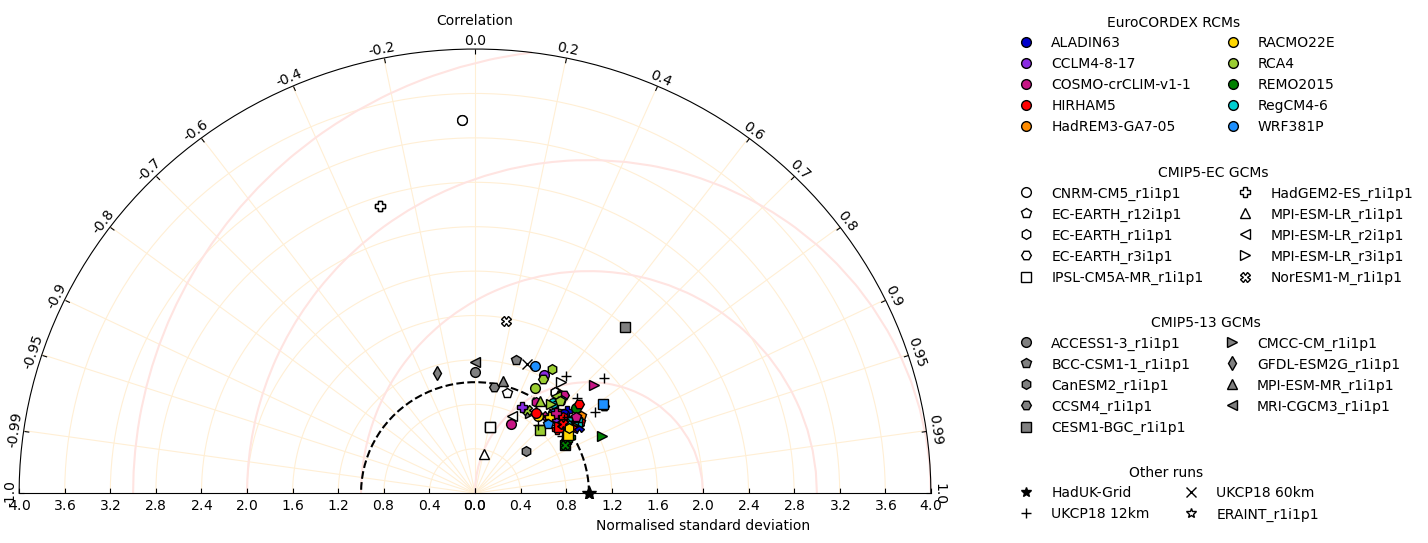 Correlation
-0.2 0.0 0.2
-0.4 0.4
-0.6 0.6
-0.7 0.7
-0.8 0.8
-0.9 0.9
-0.95 0.95
-0.99 0.99
1.0 1.0
4.0 3.6 3.2 2.8 2.4 2.0 1.6 1.2 0.8 0.4 0.0 0.4 0.8 1.2 1.6 2.0 2.4 2.8 3.2 3.6 4.0
Normalised standard deviation
EuroCORDEX RCMs
ALADIN63 RACMO22E
CCLM4-8-17 RCA4
COSMO-crCLIM-v1-1 REMO2015
HIRHAM5 RegCM4-6
HadREM3-GA7-05 WRF381P
CMIP5-EC GCMs
CNRM-CM5_r1i1p1 HadGEM2-ES_r1i1p1
EC-EARTH_r12i1p1 MPI-ESM-LR_r1i1p1
EC-EARTH_r1i1p1 MPI-ESM-LR_r2i1p1
EC-EARTH_r3i1p1 MPI-ESM-LR_r3i1p1
IPSL-CM5A-MR_r1i1p1 NorESM1-M_r1i1p1
CMIP5-13 GCMs
ACCESS1-3_r1i1p1 CMCC-CM_r1i1p1
BCC-CSM1-1_r1i1p1 GFDL-ESM2G_r1i1p1
CanESM2_r1i1p1 MPI-ESM-MR_r1i1p1
CCSM4_r1i1p1 MRI-CGCM3_r1i1p1
CESM1-BGC_r1i1p1
Other runs
HadUK-Grid UKCP18 60km
UKCP18 12km ERAINT_r1i1p1